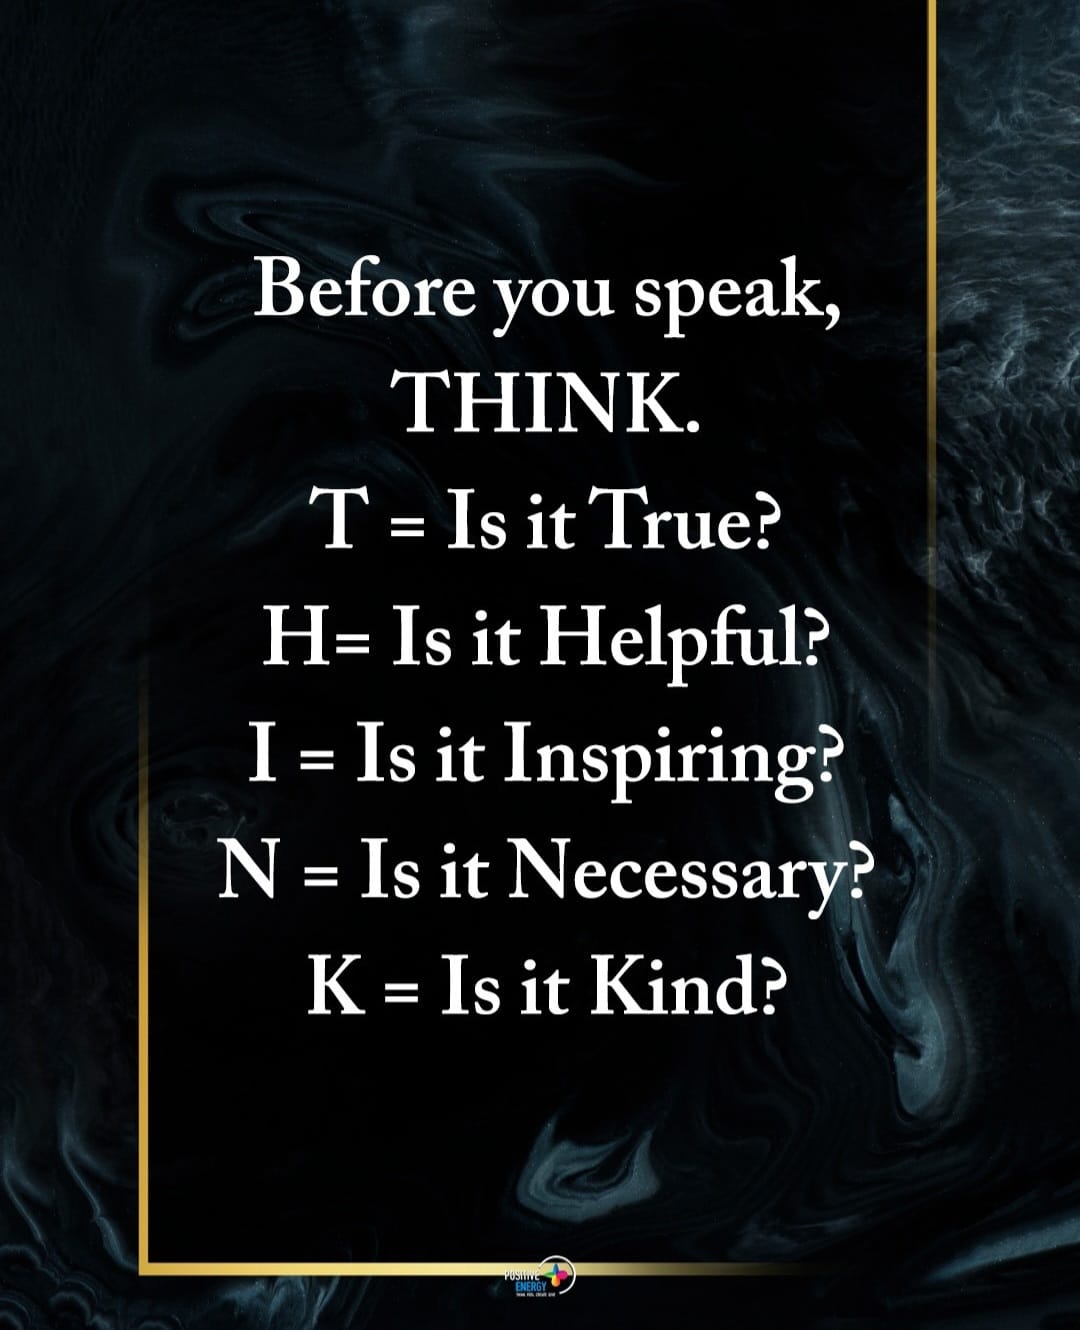 Before you speak,
THINK.
T = Is it True?
H= Is it Helpful?
I = Is it Inspiring?
N = Is it Necessary?
K = Is it Kind?
POSITIVE
ENERGY